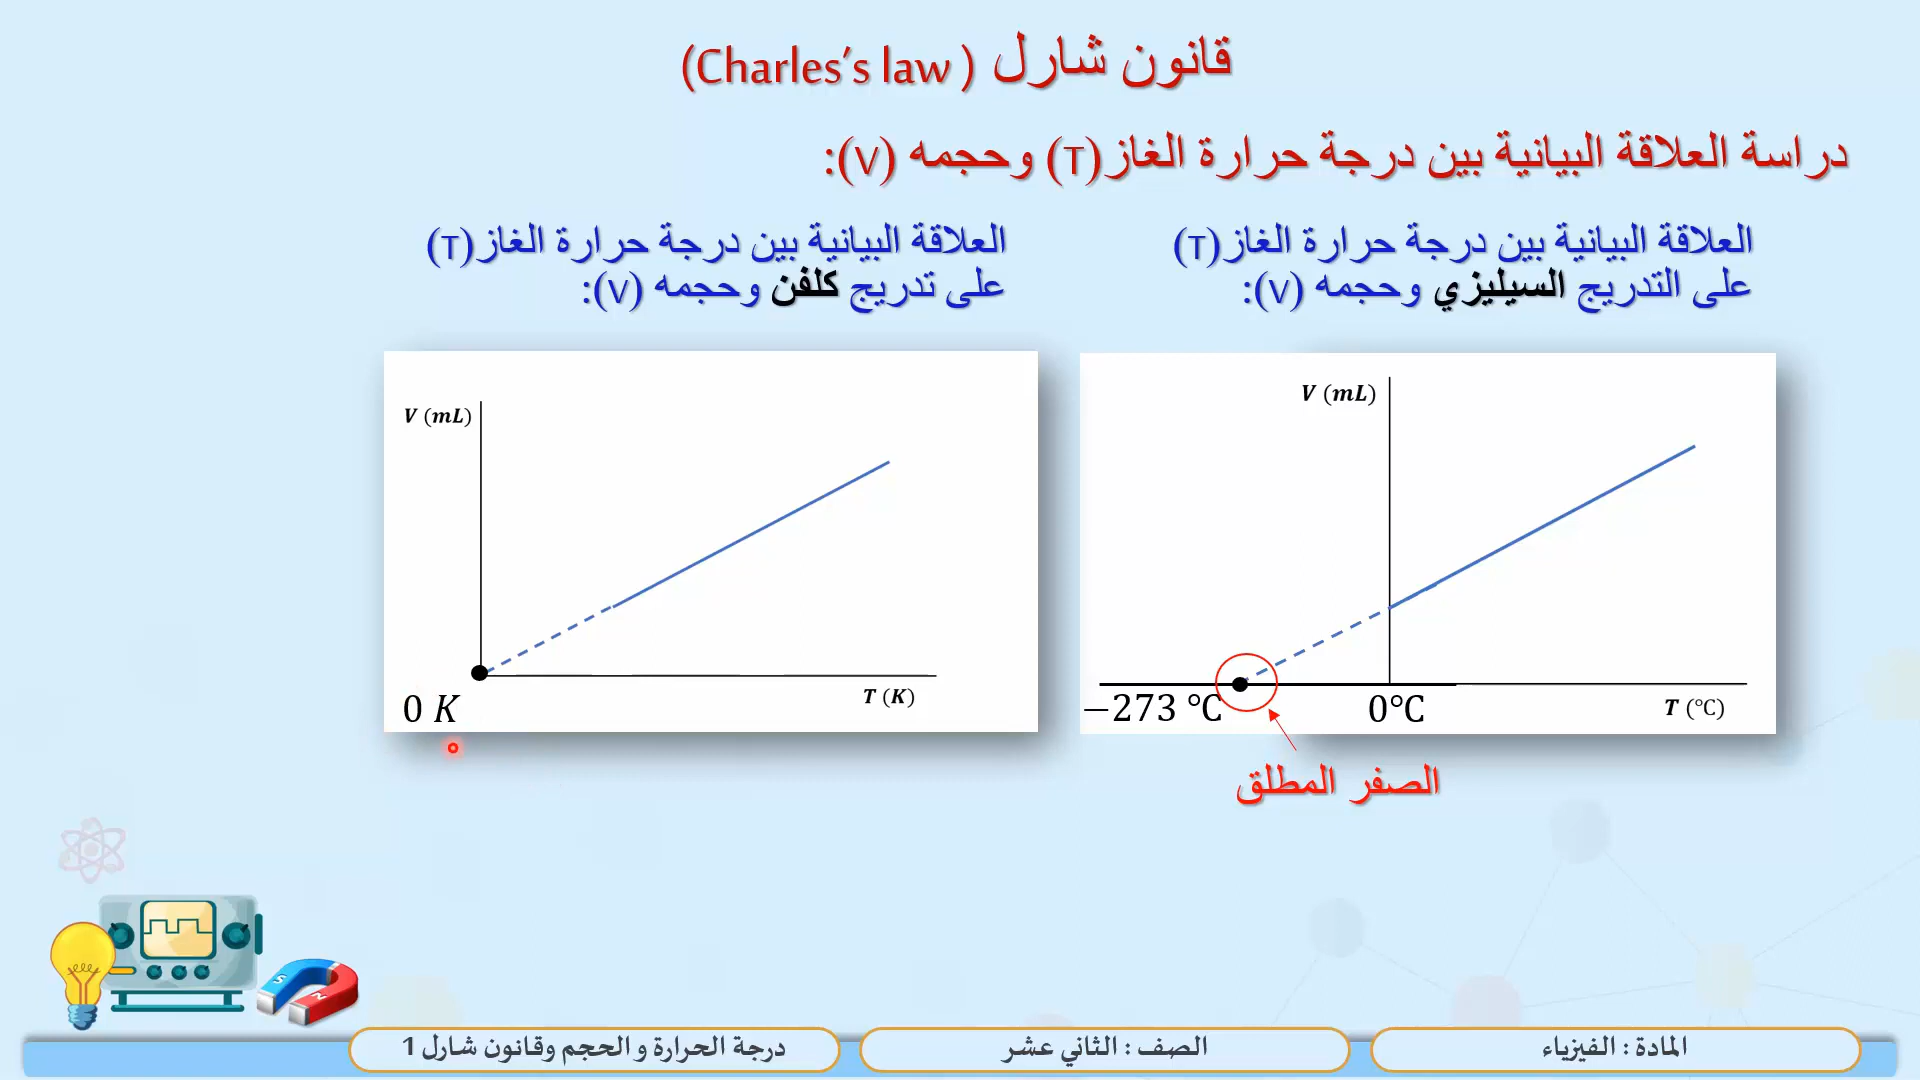 قانون شارل (Charles's law)
دراسة العلاقة البيانية بين درجة حرارة الغاز(T) وحجمه (V):
العلاقة البيانية بين درجة حرارة الغاز(T)
على التدريج السيليزي وحجمه (V):
العلاقة البيانية بين درجة حرارة الغاز(T)
على تدريج كلفن وحجمه (V):
V (mL)
−273 °C
0°C
T (°C)
الصفر المطلق
V (mL)
0 K
T (K)
S
N
المادة : الفيزياء
الصف : الثاني عشر
درجة الحرارة و الحجم وقانون شارل 1